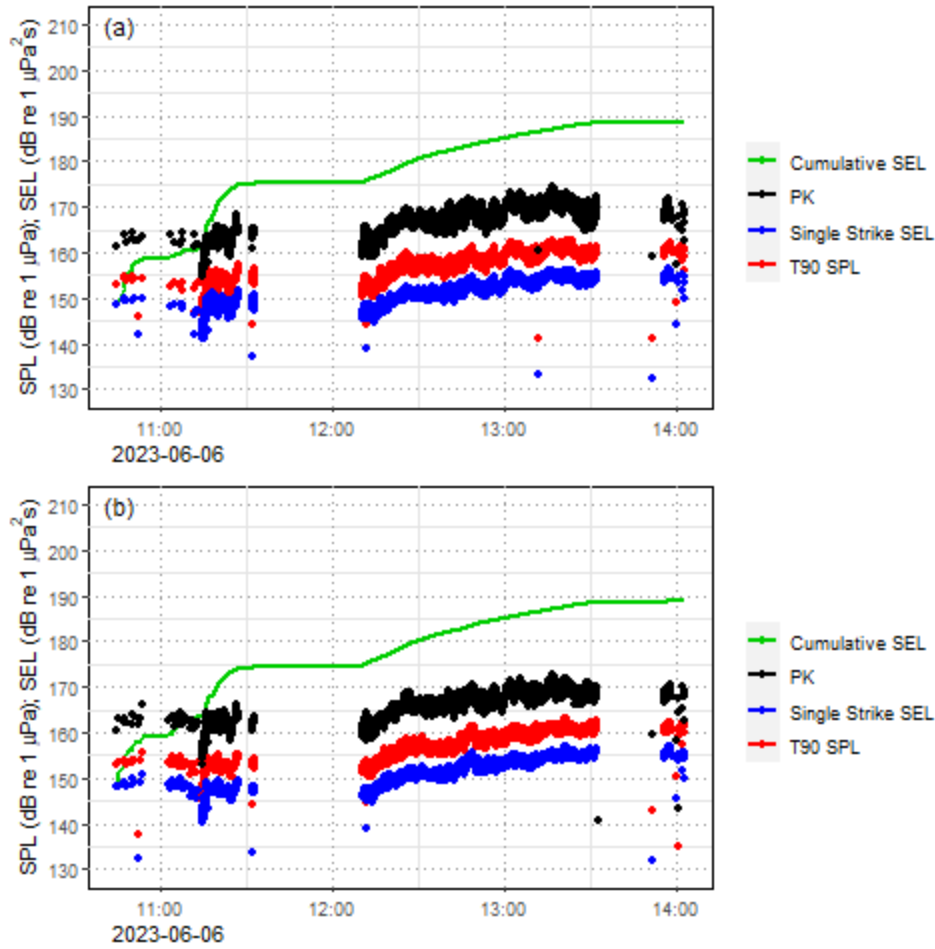 (a)
SPL (dB re 1 µPa); SEL (dB re 1 µPa²s)
210
200
190
180
170
160
150
140
130
11:00 12:00 13:00 14:00
2023-06-06
Cumulative SEL
PK
Single Strike SEL
T90 SPL
(b)
SPL (dB re 1 µPa); SEL (dB re 1 µPa²s)
210
200
190
180
170
160
150
140
130
11:00 12:00 13:00 14:00
2023-06-06
Cumulative SEL
PK
Single Strike SEL
T90 SPL